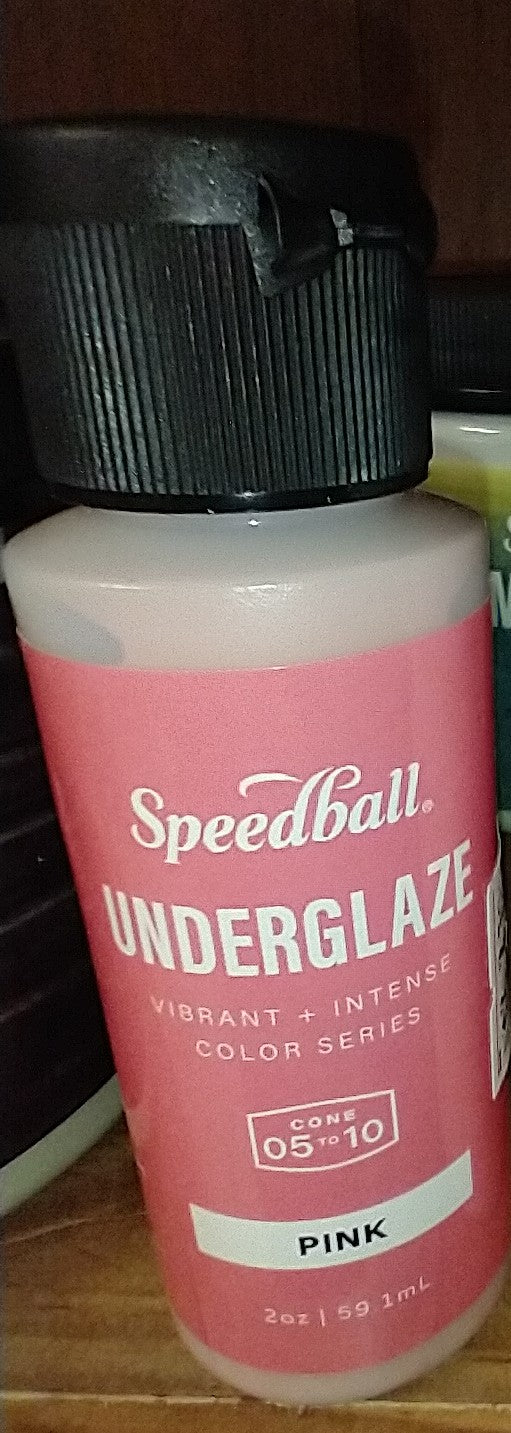 Speedball®
UNDERGLAZE
VIBRANT + INTENSE
COLOR SERIES
CONE
05 TO 10
PINK
2oz | 59.1mL